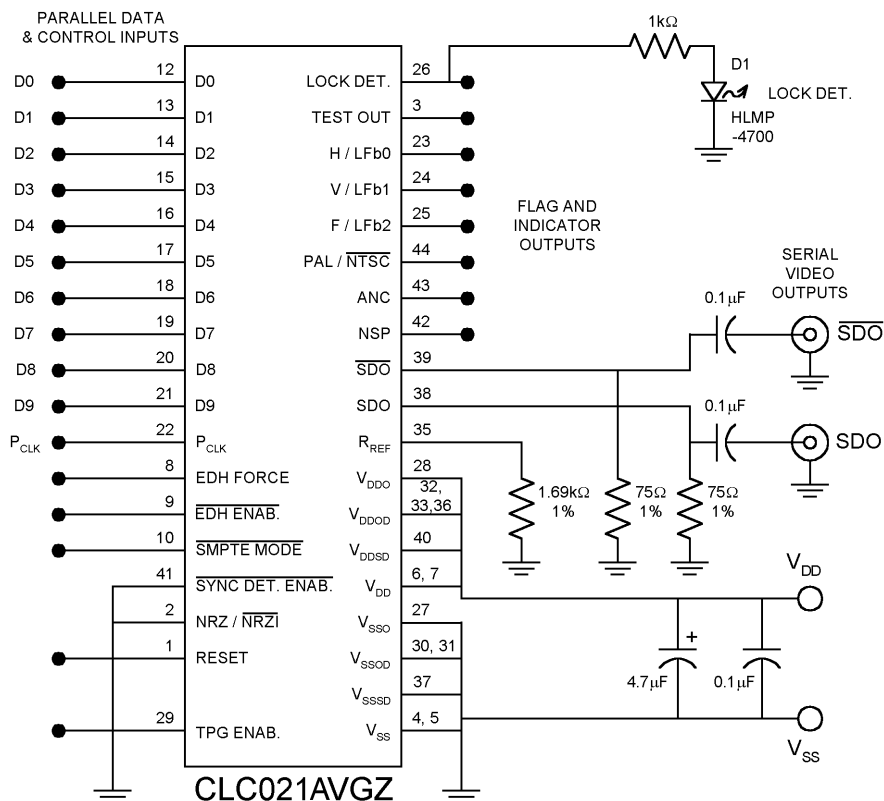 PARALLEL DATA
& CONTROL INPUTS
D0 12 D0
D1 13 D1
D2 14 D2
D3 15 D3
D4 16 D4
D5 17 D5
D6 18 D6
D7 19 D7
D8 20 D8
D9 21 D9
PCLK 22 PCLK
8 EDH FORCE
9 EDH ENAB.
10 SMPTE MODE
41 SYNC DET. ENAB.
2 NRZ / NRZI
1 RESET
29 TPG ENAB.
LOCK DET. 26
TEST OUT 3
H / LFb0 23
V / LFb1 24
F / LFb2 25
PAL / NTSC 44
ANC 43
NSP 42
SDO 39
SDO 38
RREF 35
VDDO 28
32,
VDDOD 33,36
VDDSD 40
VDD 6, 7
VSSO 27
VSSOD 30, 31
VSSSD 37
VSS 4, 5
CLC021AVGZ
1kΩ
D1
LOCK DET.
HLMP
-4700
FLAG AND
INDICATOR
OUTPUTS
SERIAL
VIDEO
OUTPUTS
0.1µF
SDO
0.1µF
SDO
1.69kΩ
1%
75Ω
1%
75Ω
1%
VDD
+
4.7µF
0.1µF
VSS